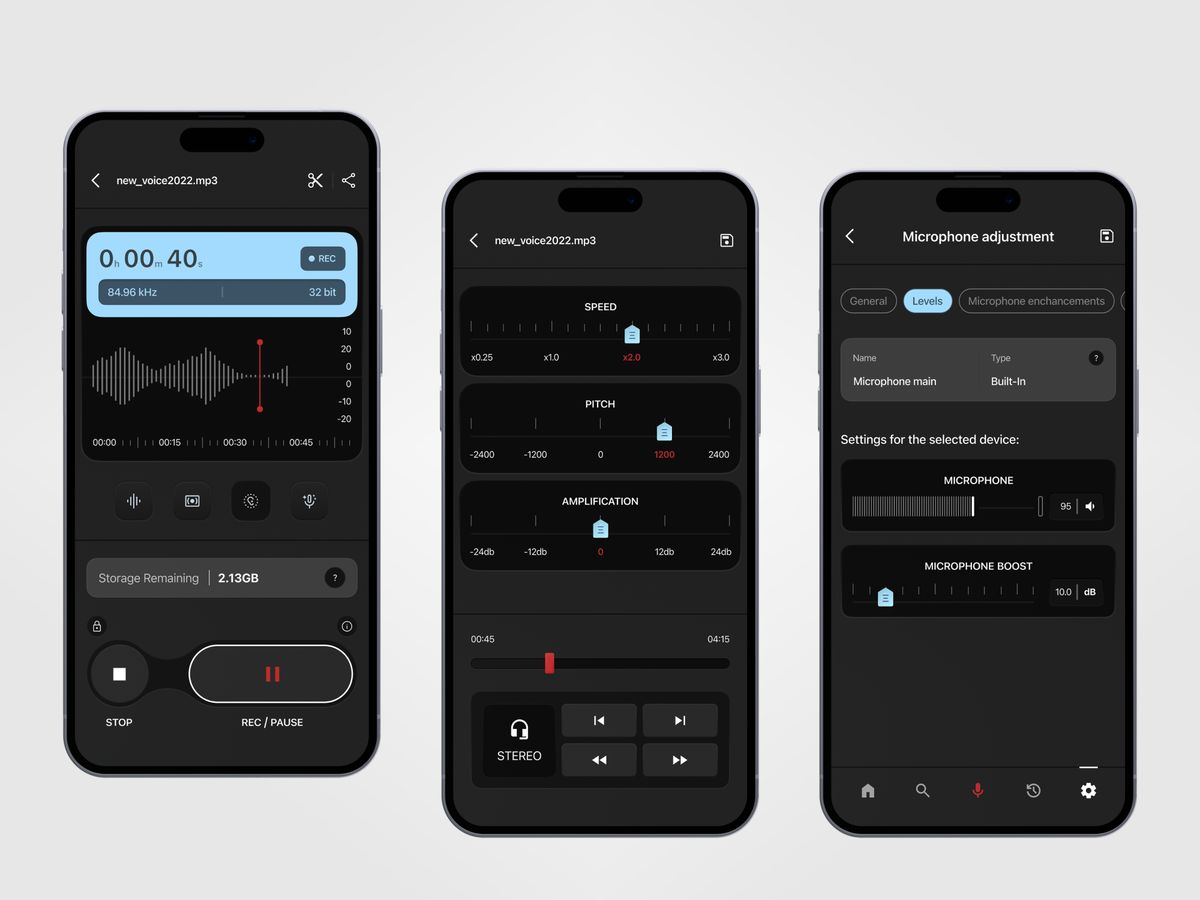 new_voice2022.mp3
0h 00m 40s
REC
84.96 kHz | 32 bit
10
20
0
0
-10
-20
00:00 00:15 00:30 00:45
Storage Remaining | 2.13GB ?
STOP REC / PAUSE
new_voice2022.mp3
SPEED
x0.25 x1.0 x2.0 x3.0
PITCH
-2400 -1200 0 1200 2400
AMPLIFICATION
-24db -12db 0 12db 24db
00:45 04:15
STEREO
Microphone adjustment
General Levels Microphone enchancements
Name Type ?
Microphone main Built-In
Settings for the selected device:
MICROPHONE
95
MICROPHONE BOOST
10.0 dB